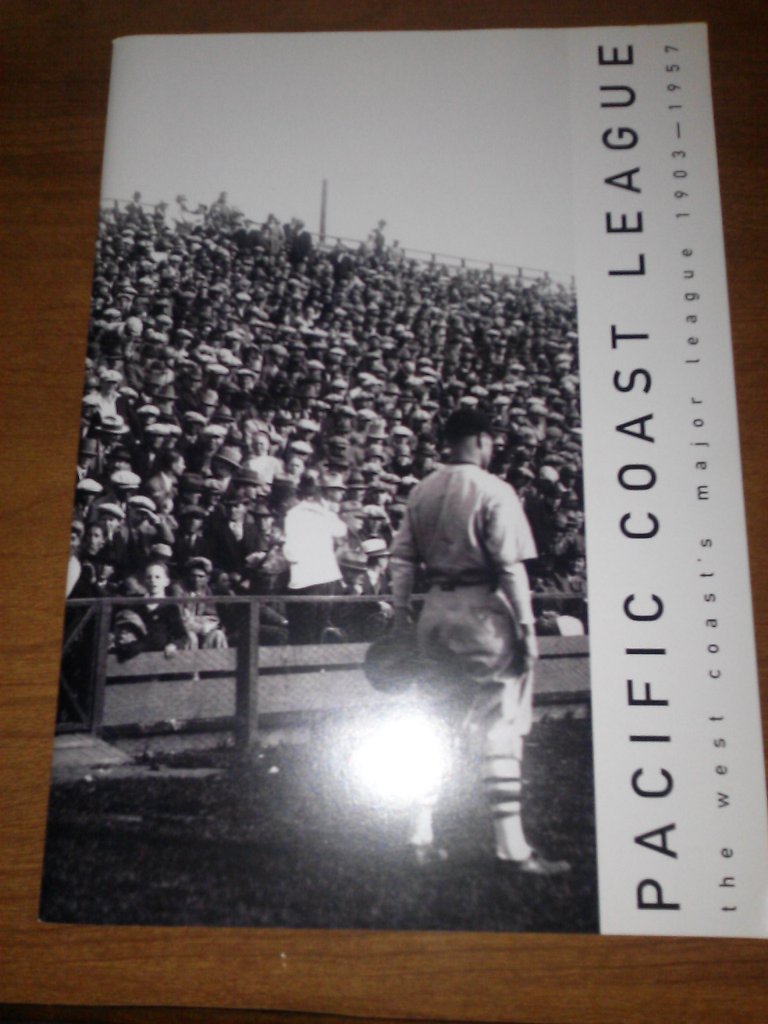 PACIFIC COAST LEAGUE
the west coast's major league 1903—1957